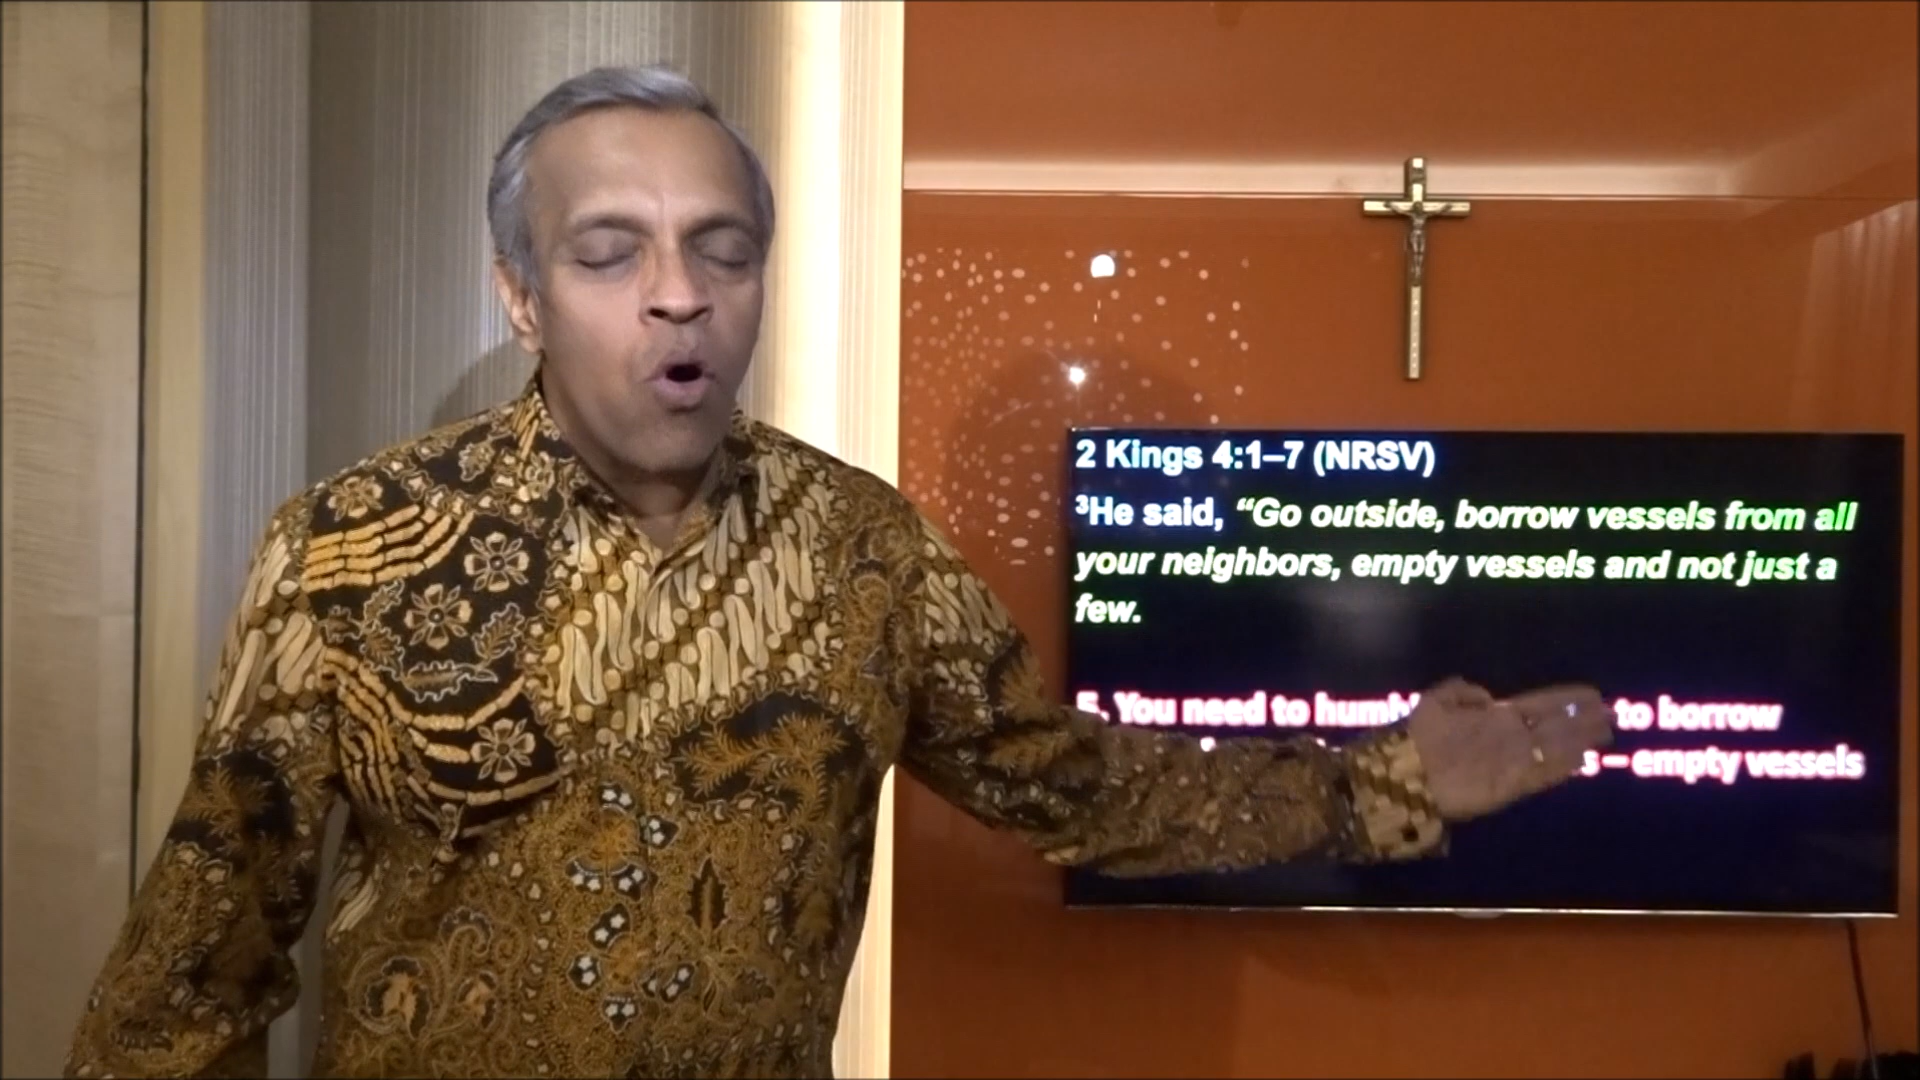 2 Kings 4:1–7 (NRSV)
³He said, “Go outside, borrow vessels from all
your neighbors, empty vessels and not just a
few.
5. You need to to borrow
– empty vessels